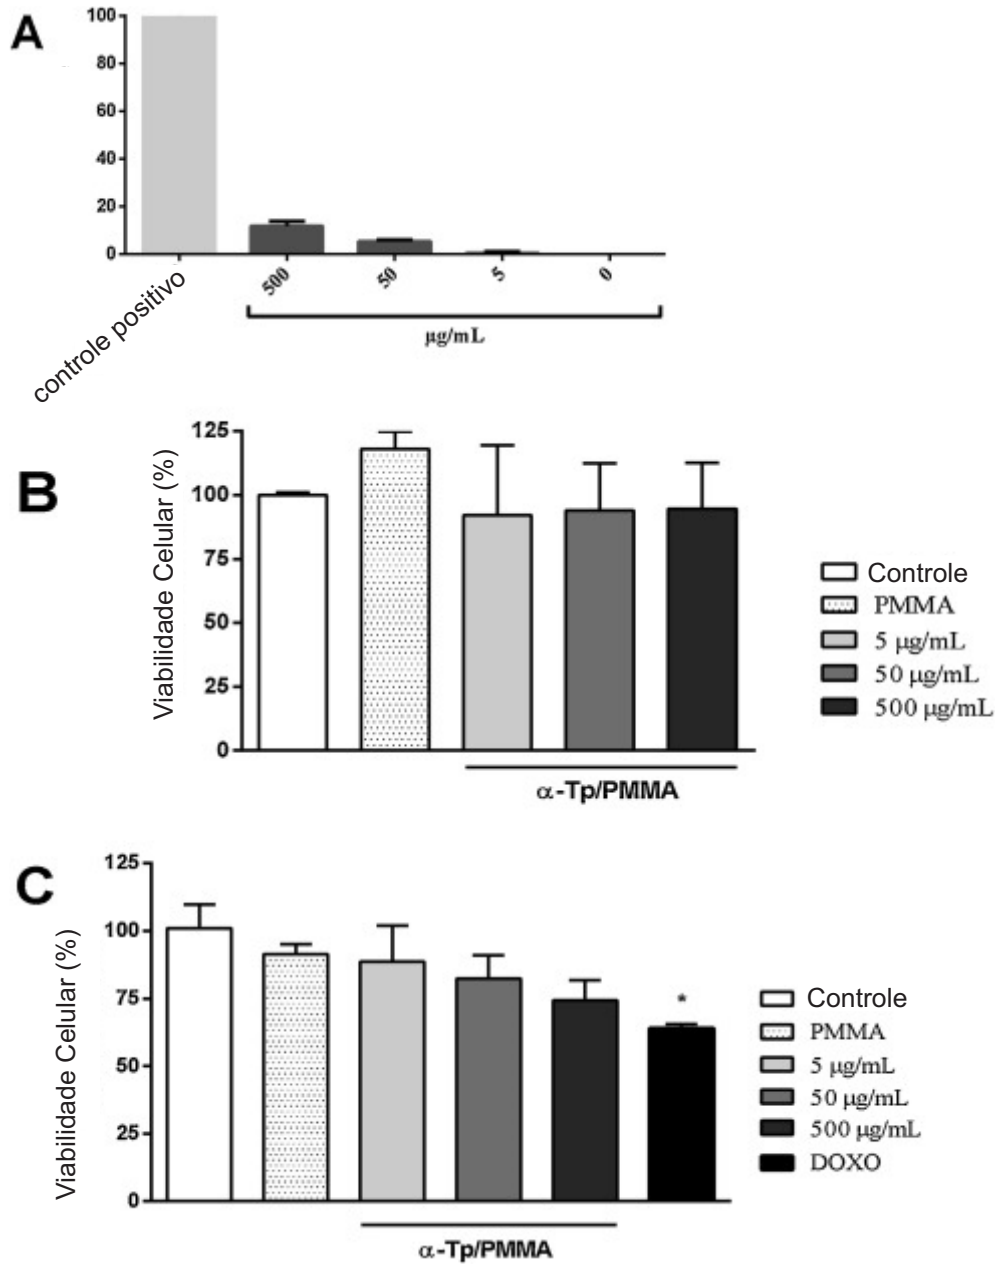 A
100
80
60
40
20
0
controle positivo
500
50
5
0
µg/mL
B
Viabilidade Celular (%)
125
100
75
50
25
0
α-Tp/PMMA
Controle
PMMA
5 µg/mL
50 µg/mL
500 µg/mL
C
Viabilidade Celular (%)
125
100
75
50
25
0
*
α-Tp/PMMA
Controle
PMMA
5 µg/mL
50 µg/mL
500 µg/mL
DOXO